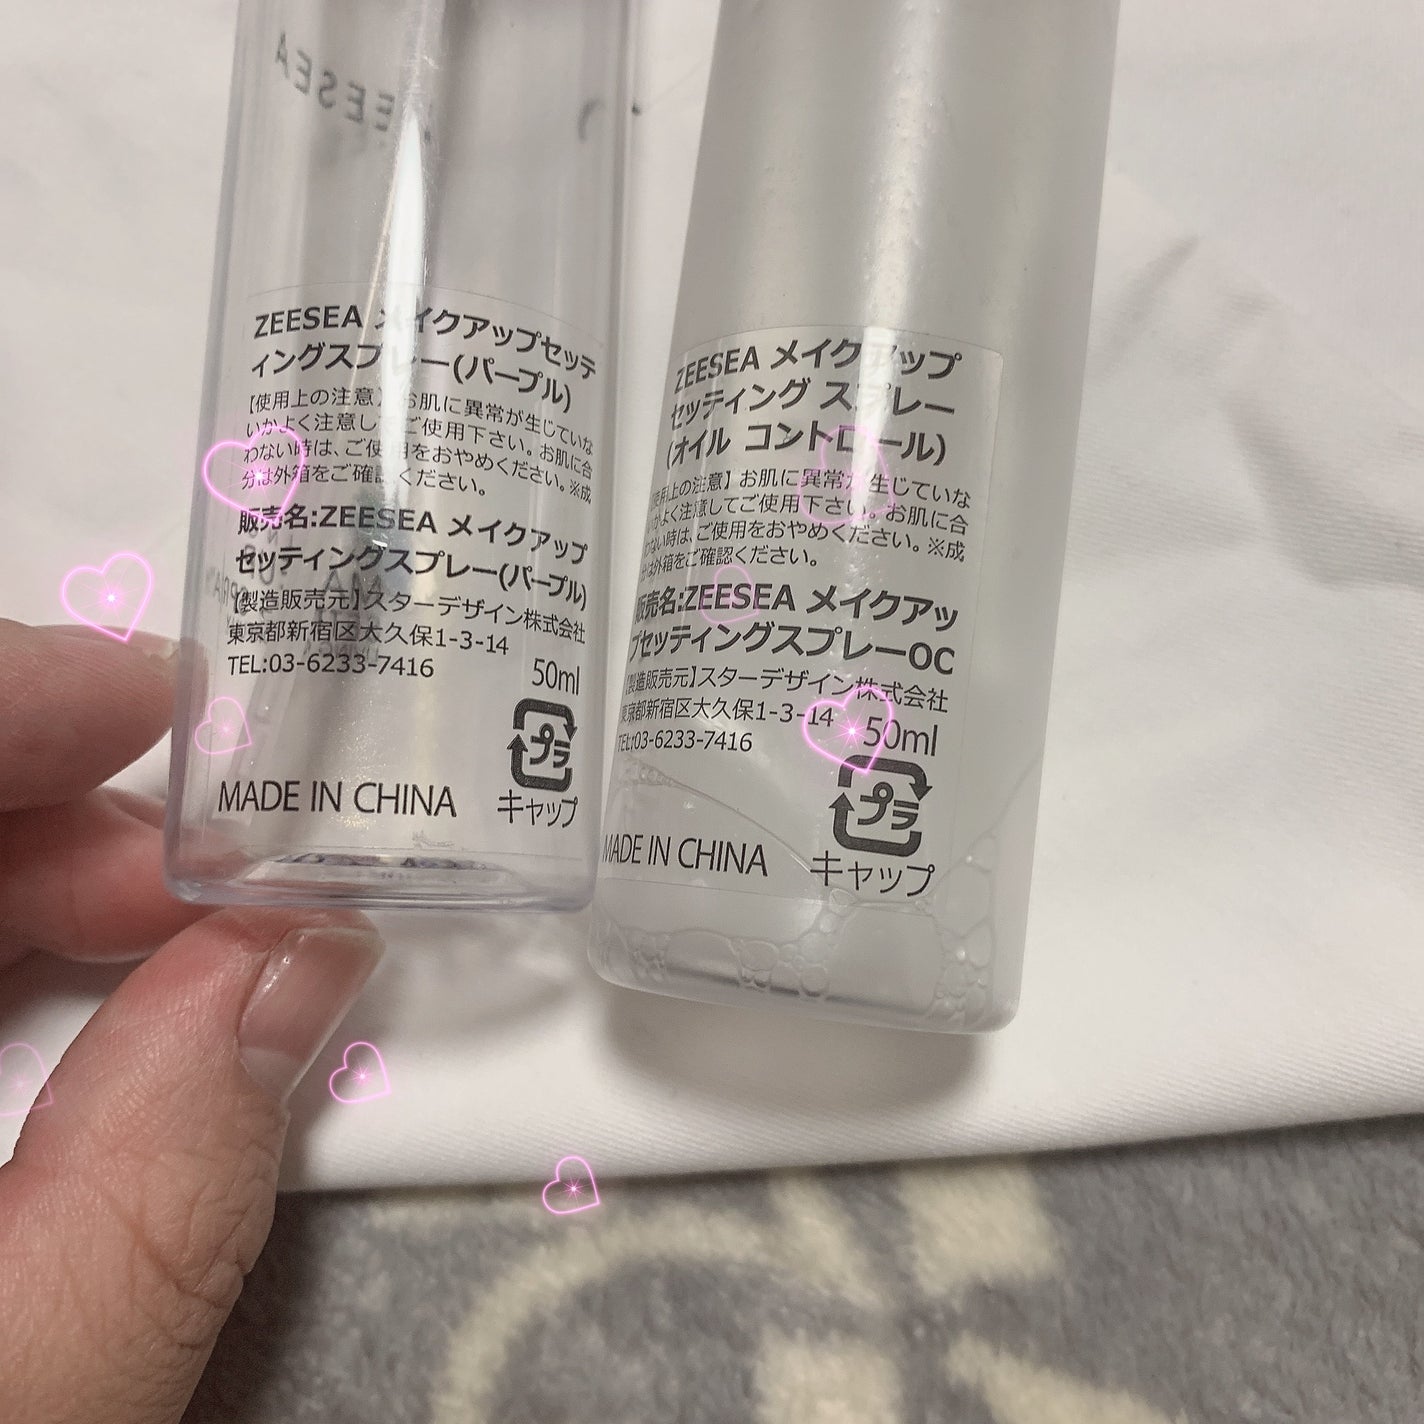 ZEESEA
ZEESEA メイクアップセッテ
ィングスプレー(パープル)
【使用上の注意】お肌に異常が生じていな
いかよく注意してご使用下さい。お肌に合
わない時は、ご使用をおやめください。※成
分は外箱をご確認ください。
販売名:ZEESEA メイクアップ
セッティングスプレー(パープル)
【製造販売元】スターデザイン株式会社
東京都新宿区大久保1-3-14
TEL:03-6233-7416
50ml
プラ
キャップ
MADE IN CHINA
ZEESEA メイクアップ
セッティング スプレー
(オイル コントロール)
使用上の注意】お肌に異常が生じていな
いかよく注意してご使用下さい。お肌に合
わない時は、ご使用をおやめください。※成
分は外箱をご確認ください。
販売名:ZEESEA メイクアッ
プセッティングスプレーOC
【製造販売元】スターデザイン株式会社
東京都新宿区大久保1-3-14
TEL:03-6233-7416
50ml
プラ
キャップ
MADE IN CHINA